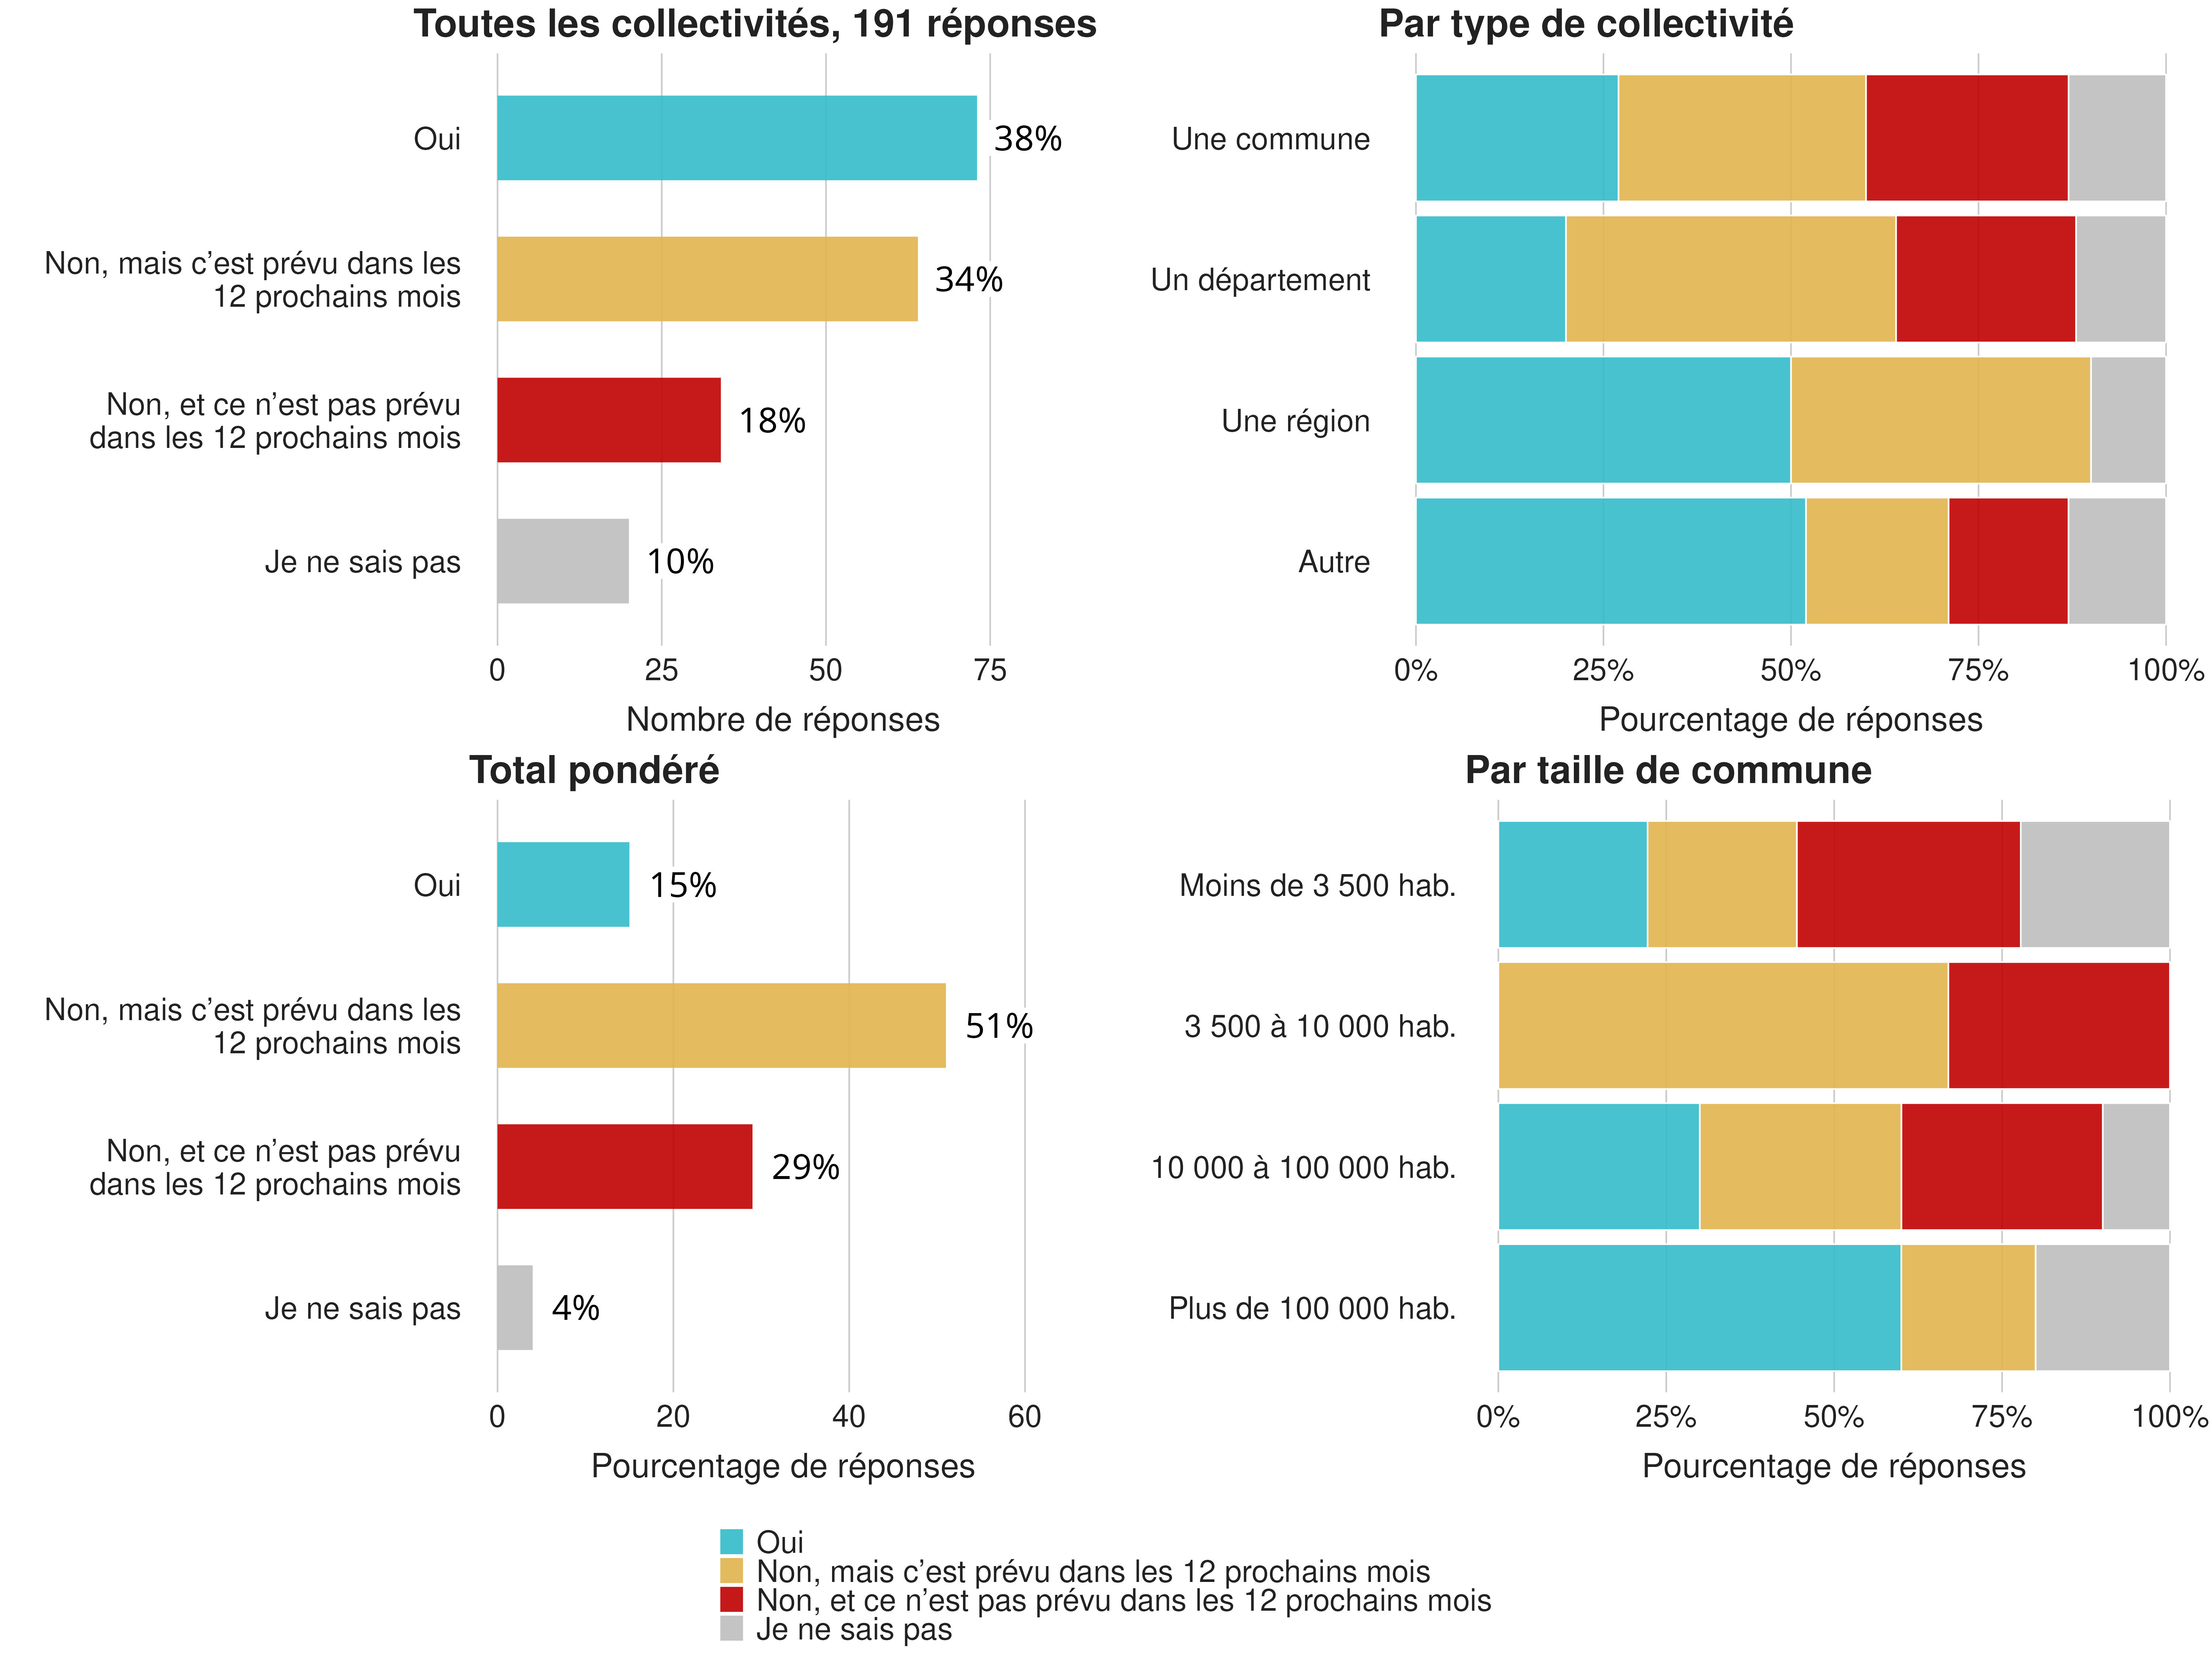 Toutes les collectivités, 191 réponses
Oui
38%
Non, mais c’est prévu dans les
12 prochains mois
34%
Non, et ce n’est pas prévu
dans les 12 prochains mois
18%
Je ne sais pas
10%
0 25 50 75
Nombre de réponses
Par type de collectivité
Une commune
Un département
Une région
Autre
0% 25% 50% 75% 100%
Pourcentage de réponses
Total pondéré
Oui
15%
Non, mais c’est prévu dans les
12 prochains mois
51%
Non, et ce n’est pas prévu
dans les 12 prochains mois
29%
Je ne sais pas
4%
0 20 40 60
Pourcentage de réponses
Par taille de commune
Moins de 3 500 hab.
3 500 à 10 000 hab.
10 000 à 100 000 hab.
Plus de 100 000 hab.
0% 25% 50% 75% 100%
Pourcentage de réponses
Oui
Non, mais c’est prévu dans les 12 prochains mois
Non, et ce n’est pas prévu dans les 12 prochains mois
Je ne sais pas